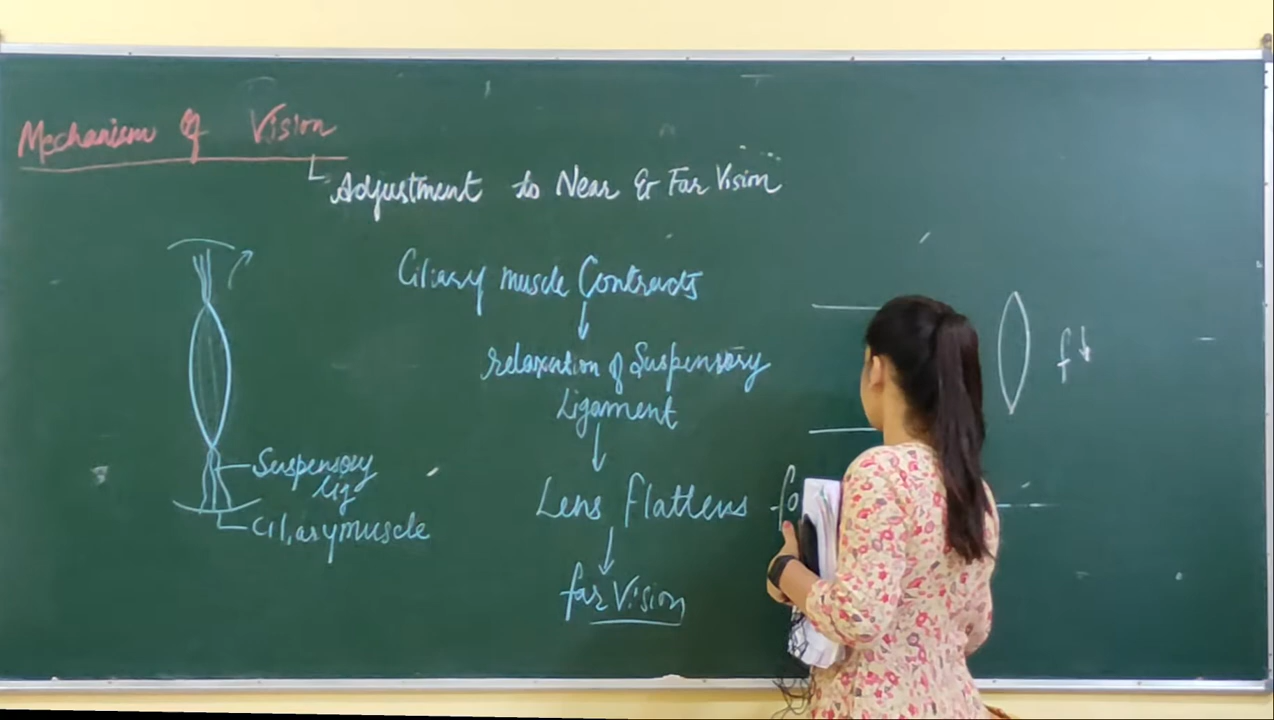 Mechanism of Vision
Adjustment to Near & Far Vision
Ciliary muscle Contracts
relaxation of Suspensory
Ligament
Lens Flattens
far Vision
Suspensory
lig
Ciliarymuscle
f↓